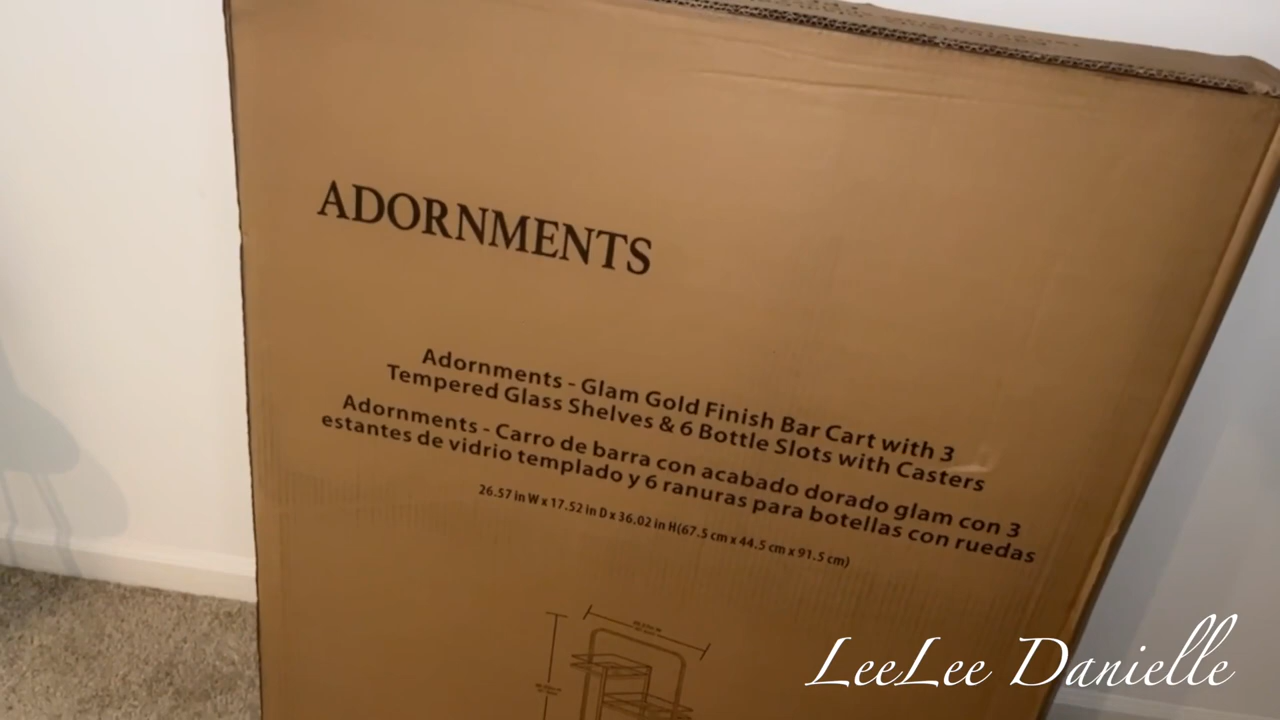 ADORNMENTS
Adornments - Glam Gold Finish Bar Cart with 3
Tempered Glass Shelves & 6 Bottle Slots with Casters
Adornments - Carro de barra con acabado dorado glam con 3
estantes de vidrio templado y 6 ranuras para botellas con ruedas
26.57 in W x 17.52 in D x 36.02 in H(67.5 cm x 44.5 cm x 91.5 cm)
LeeLee Danielle